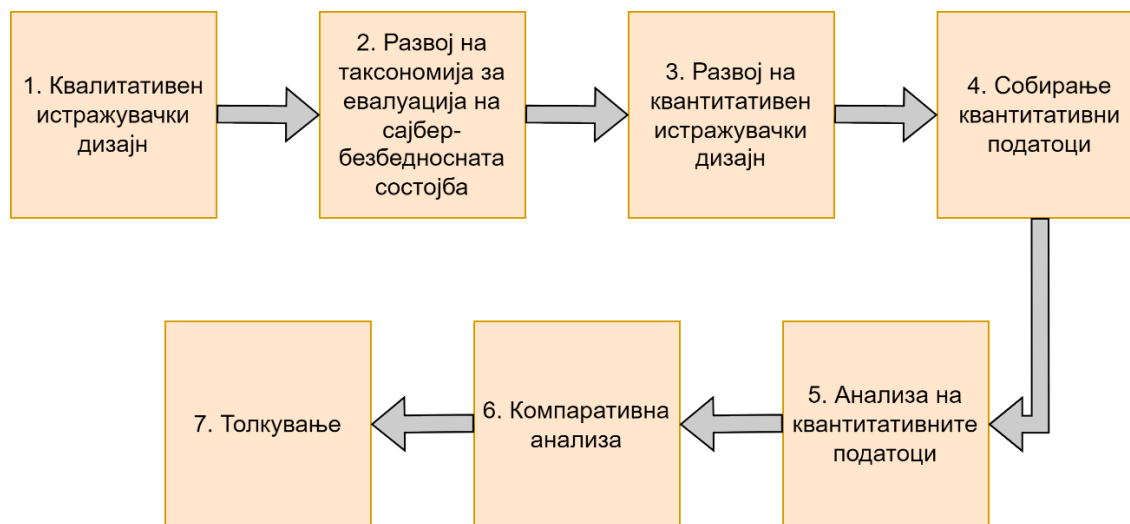 1. Квалитативен
истражувачки
дизајн
2. Развој на
таксономија за
евалуација на
сајбер-
безбедносната
состојба
3. Развој на
квантитативен
истражувачки
дизајн
4. Собирање
квантитативни
податоци
5. Анализа на
квантитативните
податоци
6. Компаративна
анализа
7. Толкување